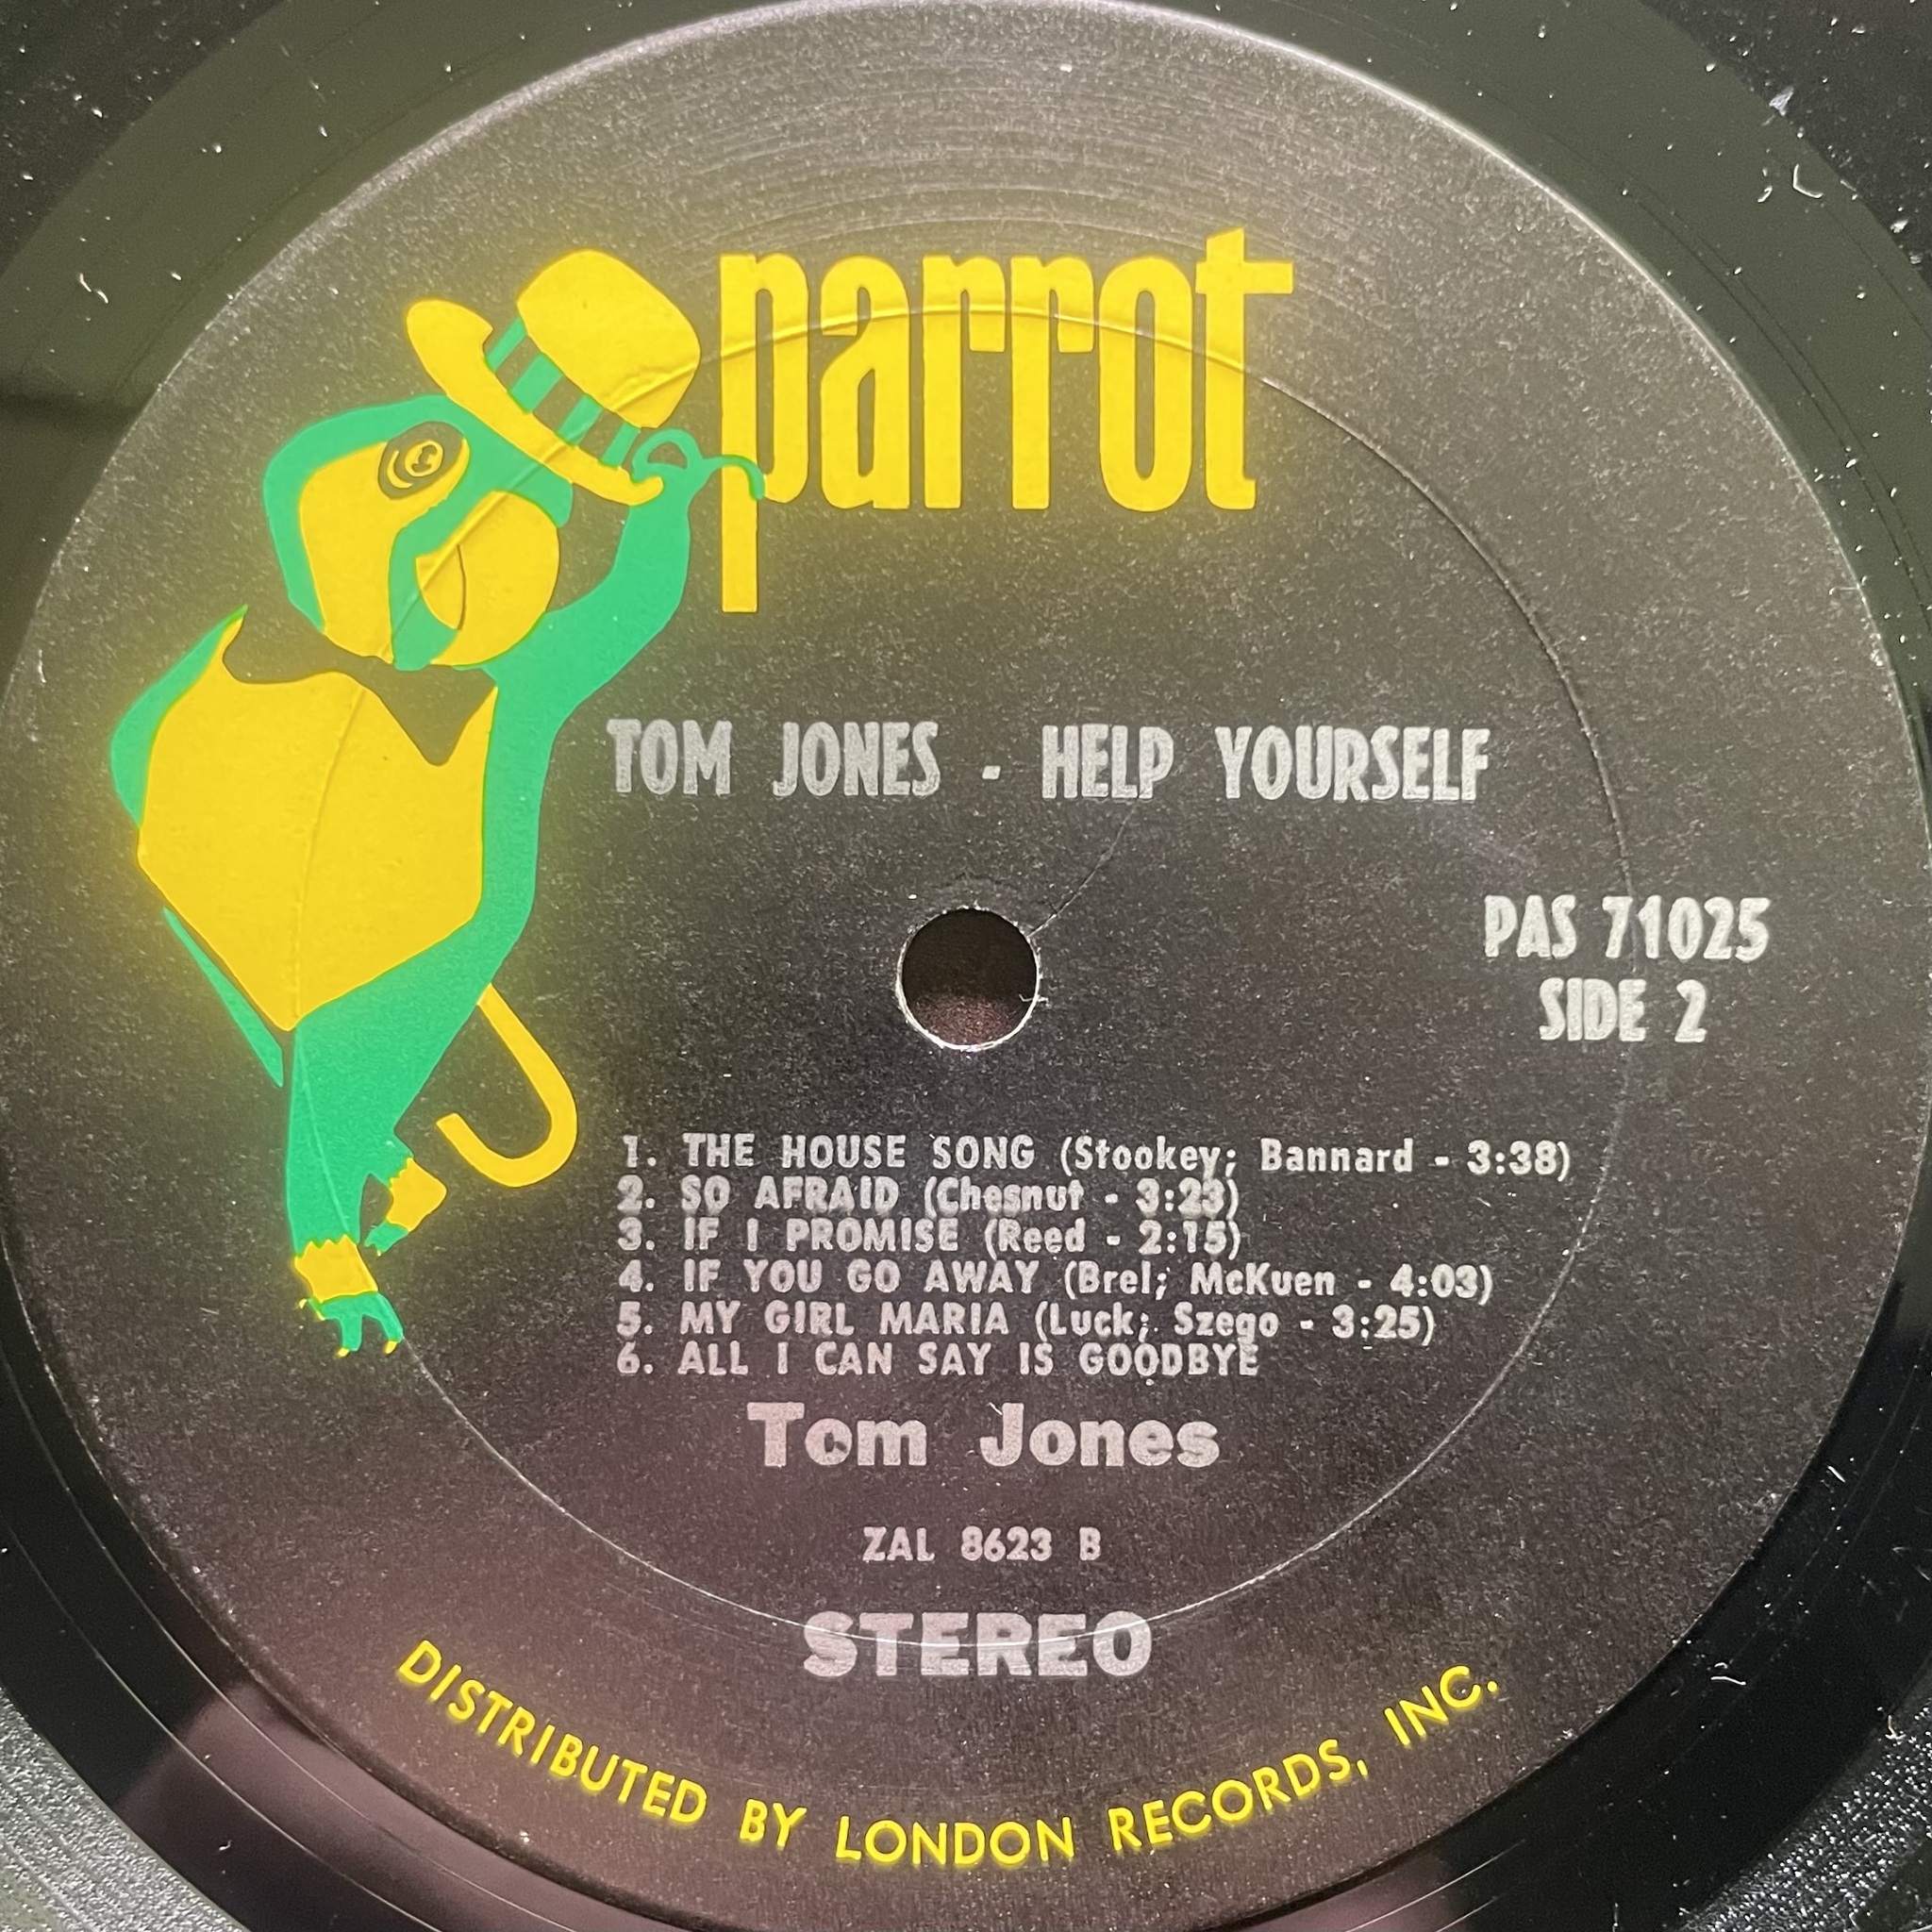 parrot
TOM JONES - HELP YOURSELF
PAS 71025
SIDE 2
1. THE HOUSE SONG (Stookey; Bannard - 3:38)
2. SO AFRAID (Chesnut - 3:23)
3. IF I PROMISE (Reed - 2:15)
4. IF YOU GO AWAY (Brel; McKuen - 4:03)
5. MY GIRL MARIA (Luck; Szego - 3:25)
6. ALL I CAN SAY IS GOODBYE
Tom Jones
ZAL 8623 B
STEREO
DISTRIBUTED BY LONDON RECORDS, INC.